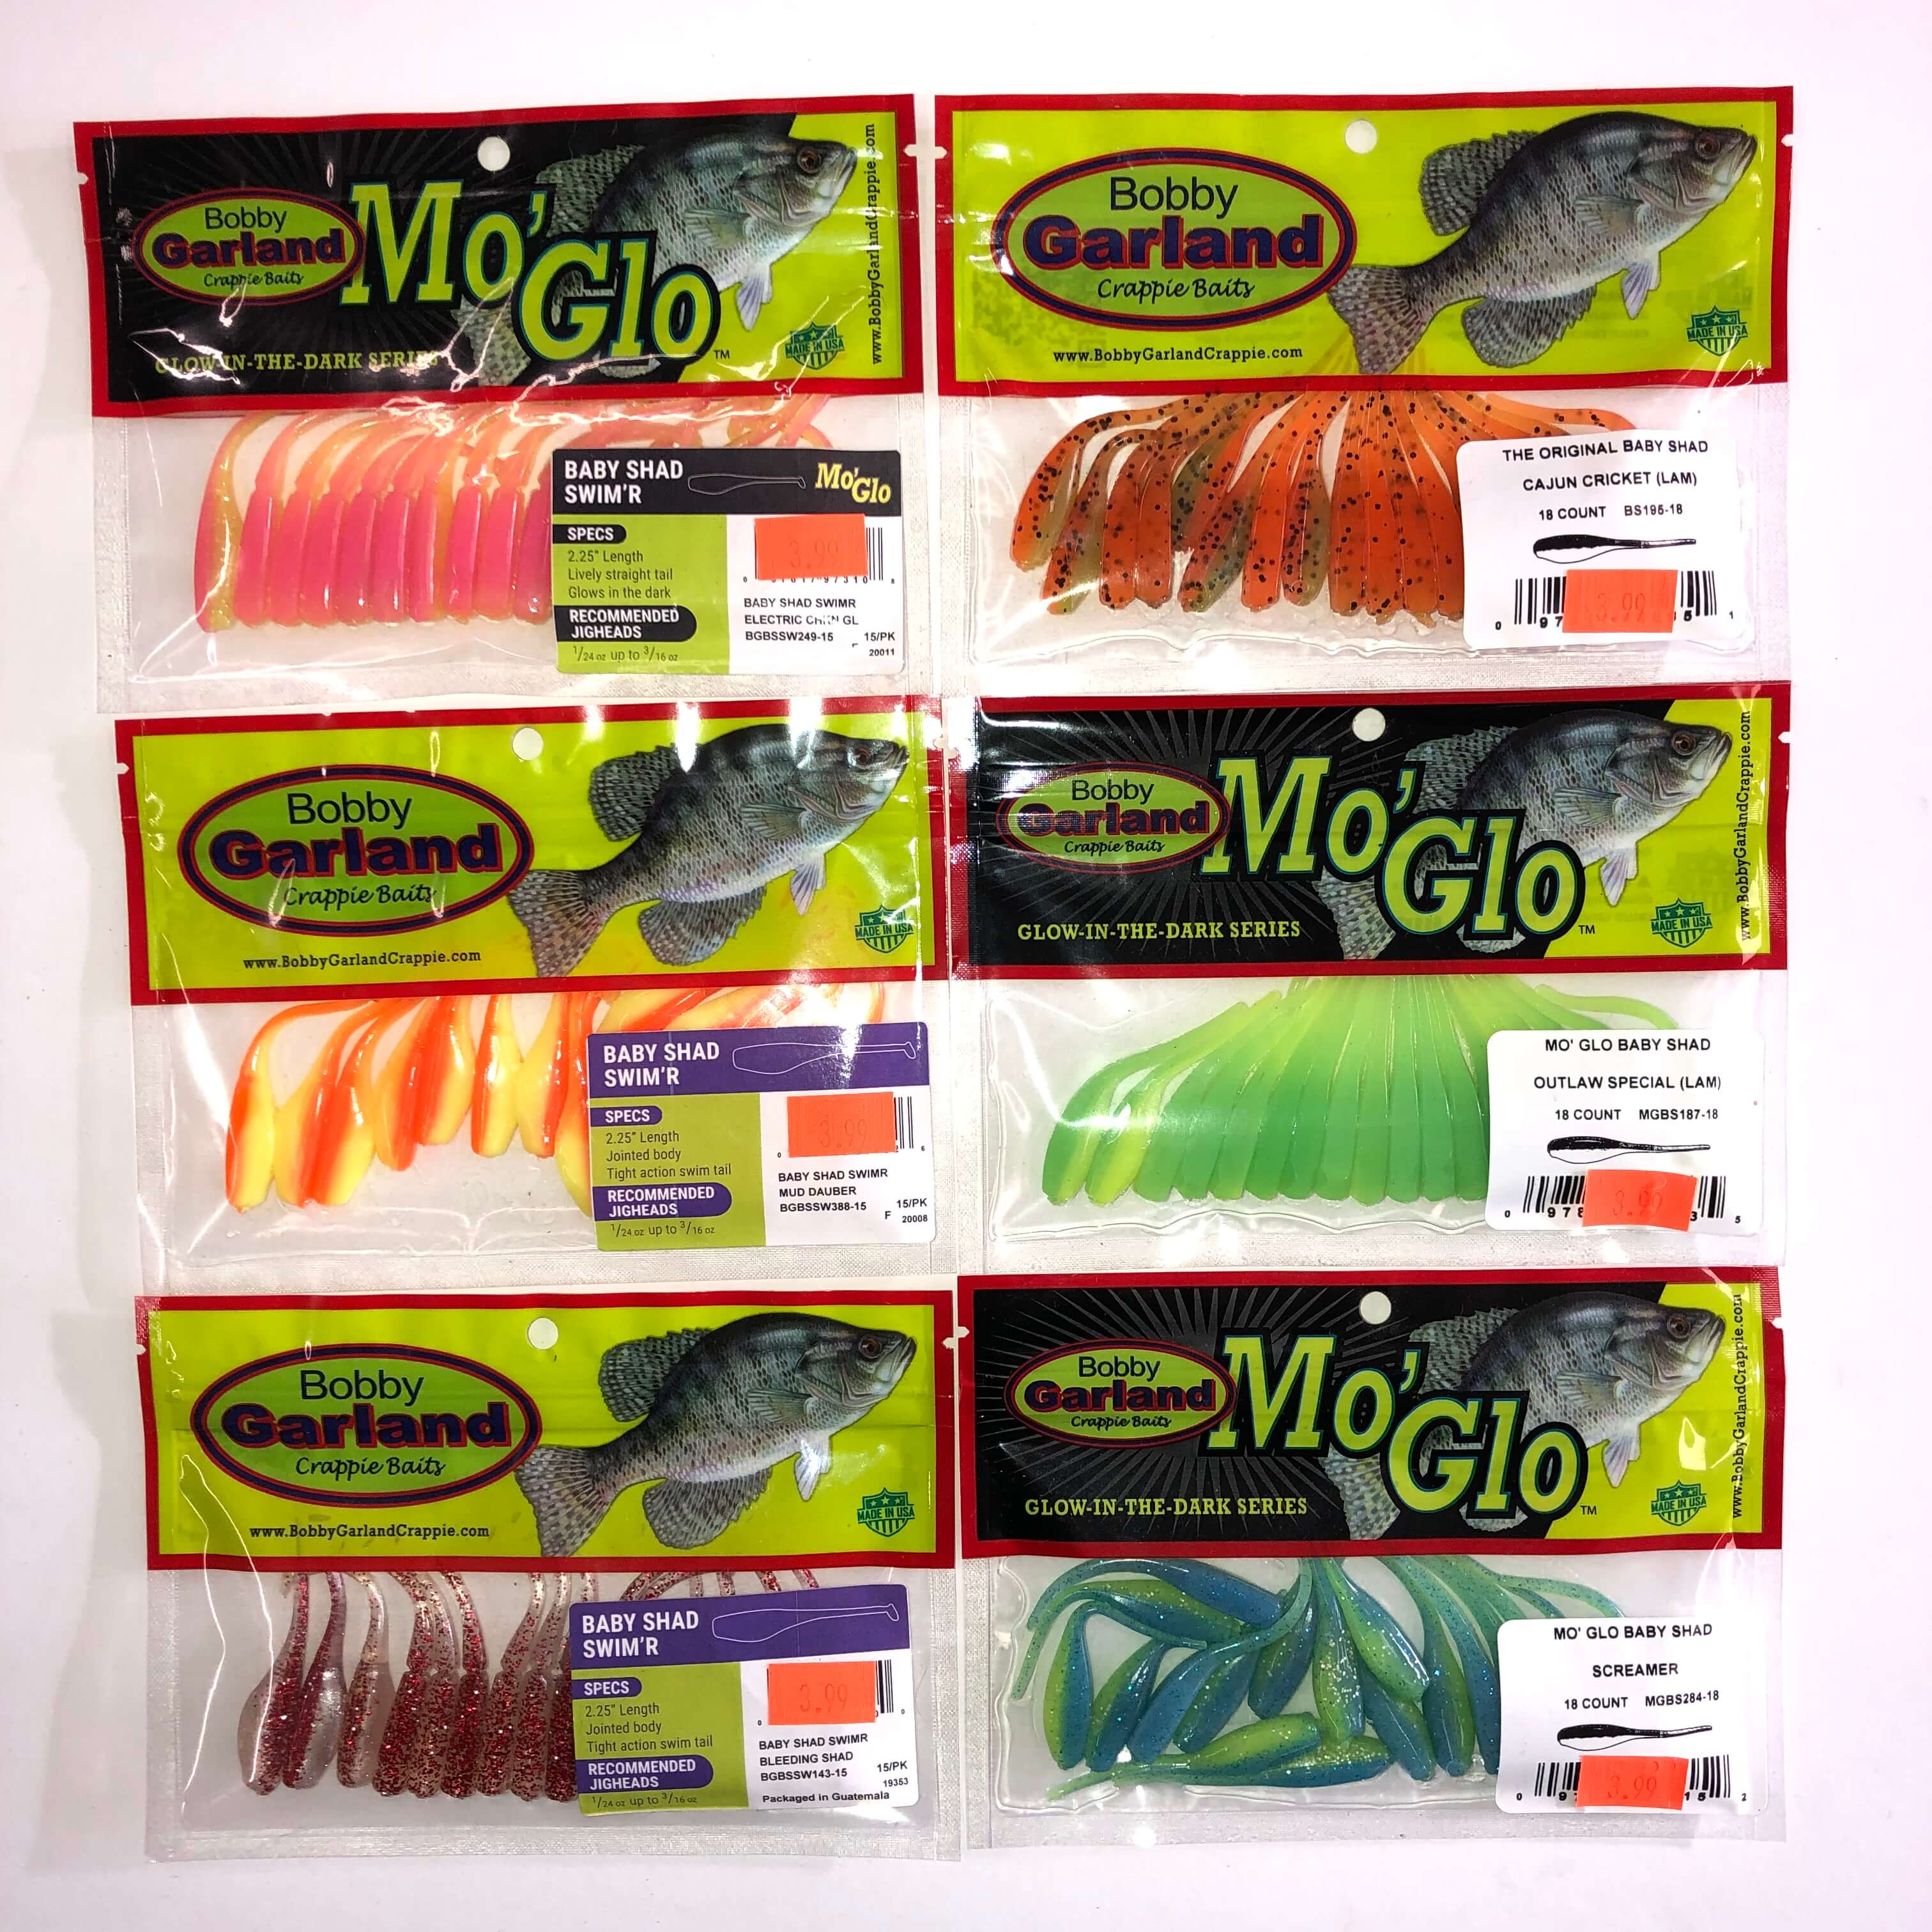 Bobby
Garland
Crappie Baits
Mo'
Glo
TM
GLOW-IN-THE-DARK SERIES
MADE IN USA
www.BobbyGarlandCrappie.com
BABY SHAD
SWIM'R
Mo'Glo
SPECS
2.25" Length
Lively straight tail
Glows in the dark
RECOMMENDED
JIGHEADS
1/24 oz up to 3/16 oz
3.99
BABY SHAD SWIMR
ELECTRIC GL
BGBSSW249-15
15/PK
20011
Bobby
Garland
Crappie Baits
www.BobbyGarlandCrappie.com
MADE IN USA
THE ORIGINAL BABY SHAD
CAJUN CRICKET (LAM)
18 COUNT BS195-18
3.99
Bobby
Garland
Crappie Baits
www.BobbyGarlandCrappie.com
MADE IN USA
BABY SHAD
SWIM'R
SPECS
2.25" Length
Jointed body
Tight action swim tail
RECOMMENDED
JIGHEADS
1/24 oz up to 3/16 oz
3.99
BABY SHAD SWIMR
MUD DAUBER
BGBSSW388-15
15/PK
F 20008
Bobby
Garland
Crappie Baits
Mo'
Glo
TM
GLOW-IN-THE-DARK SERIES
MADE IN USA
www.BobbyGarlandCrappie.com
MO' GLO BABY SHAD
OUTLAW SPECIAL (LAM)
18 COUNT MGBS187-18
3.99
Bobby
Garland
Crappie Baits
www.BobbyGarlandCrappie.com
MADE IN USA
BABY SHAD
SWIM'R
SPECS
2.25" Length
Jointed body
Tight action swim tail
RECOMMENDED
JIGHEADS
1/24 oz up to 3/16 oz
3.99
BABY SHAD SWIMR
BLEEDING SHAD
BGBSSW143-15
15/PK
19353
Packaged in Guatemala
Bobby
Garland
Crappie Baits
Mo'
Glo
TM
GLOW-IN-THE-DARK SERIES
MADE IN USA
www.BobbyGarlandCrappie.com
MO' GLO BABY SHAD
SCREAMER
18 COUNT MGBS284-18
3.99